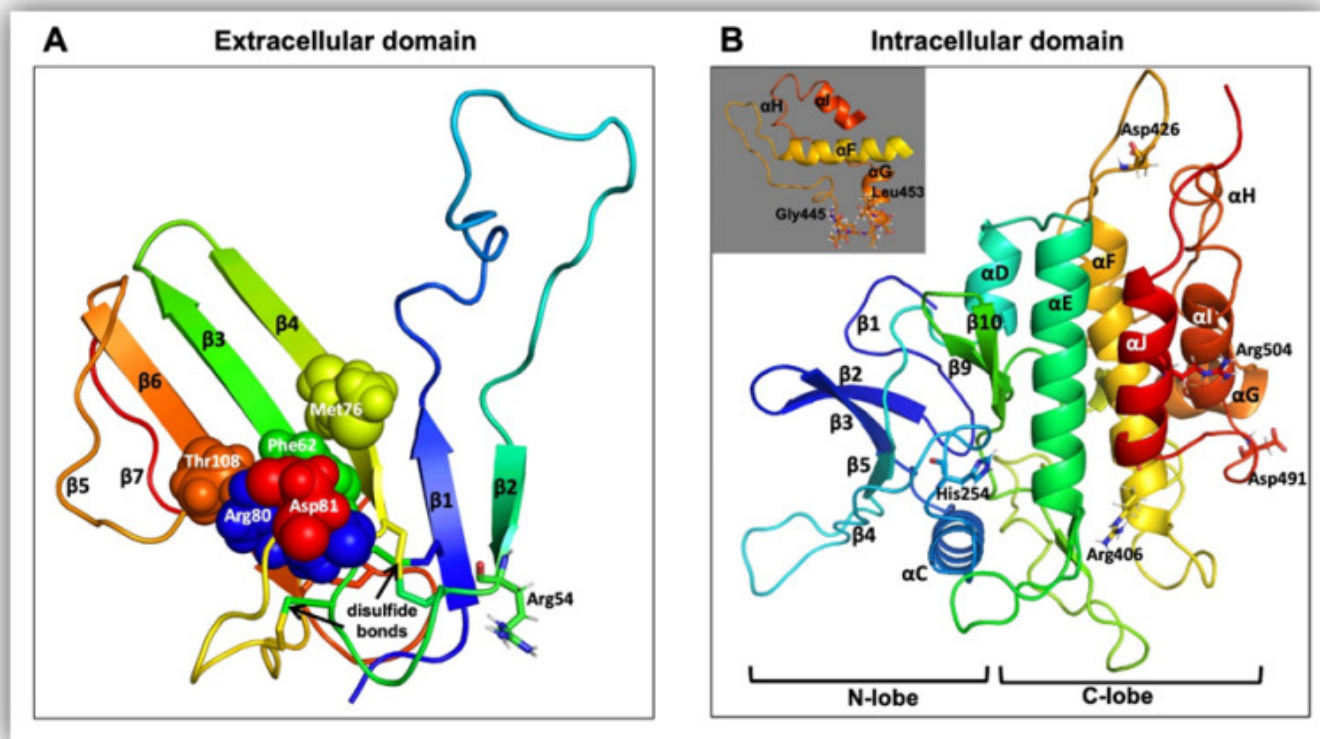 A
Extracellular domain
β4
β3
β6
Met76
Phe62
Thr108
β5
β7
Asp81
Arg80
β1
β2
disulfide
bonds
Arg54
B
Intracellular domain
αH
αI
αF
αG
Leu453
Gly445
Asp426
αH
αD
αF
αE
αI
β1
β10
αJ
Arg504
β9
β2
αG
β3
β5
Asp491
His254
β4
Arg406
αC
N-lobe
C-lobe